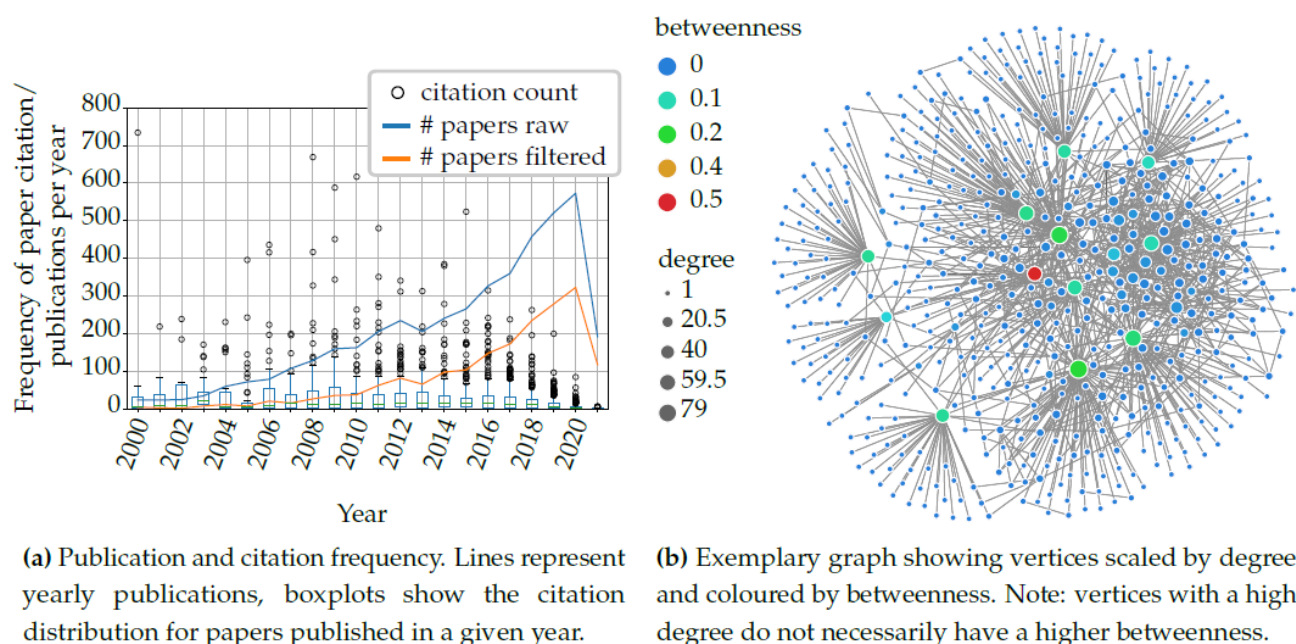 Frequency of paper citation/
publications per year
800
700
600
500
400
300
200
100
0
citation count
# papers raw
# papers filtered
2000
2002
2004
2006
2008
2010
2012
2014
2016
2018
2020
Year
(a) Publication and citation frequency. Lines represent
yearly publications, boxplots show the citation
distribution for papers published in a given year.
betweenness
0
0.1
0.2
0.4
0.5
degree
1
20.5
40
59.5
79
(b) Exemplary graph showing vertices scaled by degree
and coloured by betweenness. Note: vertices with a high
degree do not necessarily have a higher betweenness.